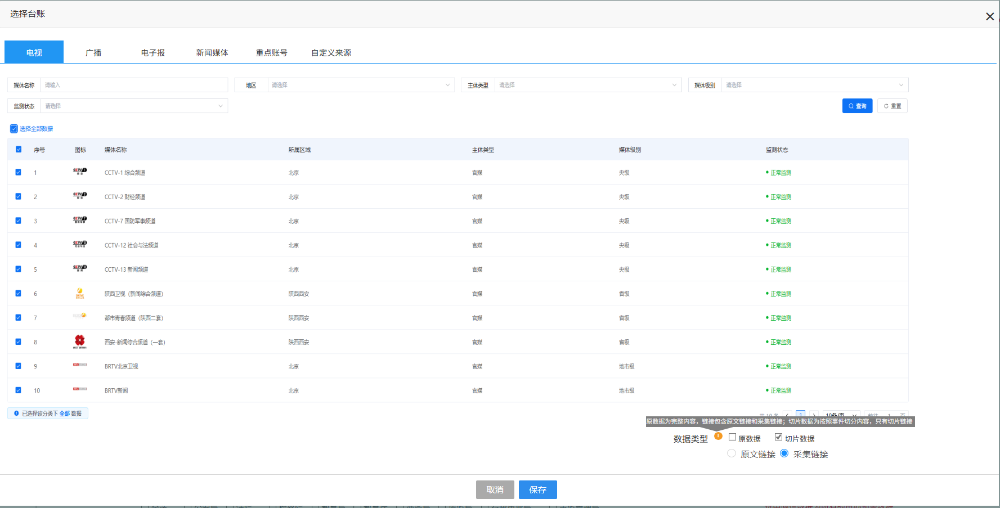 选择台账
电视 广播 电子报 新闻媒体 重点账号 自定义来源
媒体名称 请输入 地区 请选择 主体类型 请选择 媒体级别 请选择
监测状态 请选择 查询 重置
选择全部数据
序号 图标 媒体名称 所属区域 主体类型 媒体级别 监测状态
1 CCTV-1 综合频道 北京 官媒 央级 正常监测
2 CCTV-2 财经频道 北京 官媒 央级 正常监测
3 CCTV-7 国防军事频道 北京 官媒 央级 正常监测
4 CCTV-12 社会与法频道 北京 官媒 央级 正常监测
5 CCTV-13 新闻频道 北京 官媒 央级 正常监测
6 陕西卫视（新闻综合频道） 陕西西安 官媒 省级 正常监测
7 都市青春频道（陕西二套） 陕西西安 官媒 省级 正常监测
8 西安-新闻综合频道（一套） 陕西西安 官媒 省级 正常监测
9 BRTV北京卫视 北京 官媒 地市级 正常监测
10 BRTV新闻 北京 官媒 地市级 正常监测
已选择该分类下 全部 数据 共 10 条 1 10条/页 前往 1 页
原数据为完整内容，链接包含原文链接和采集链接；切片数据为按照事件切分内容，只有切片链接
数据类型 原数据 切片数据
原文链接 采集链接
取消 保存